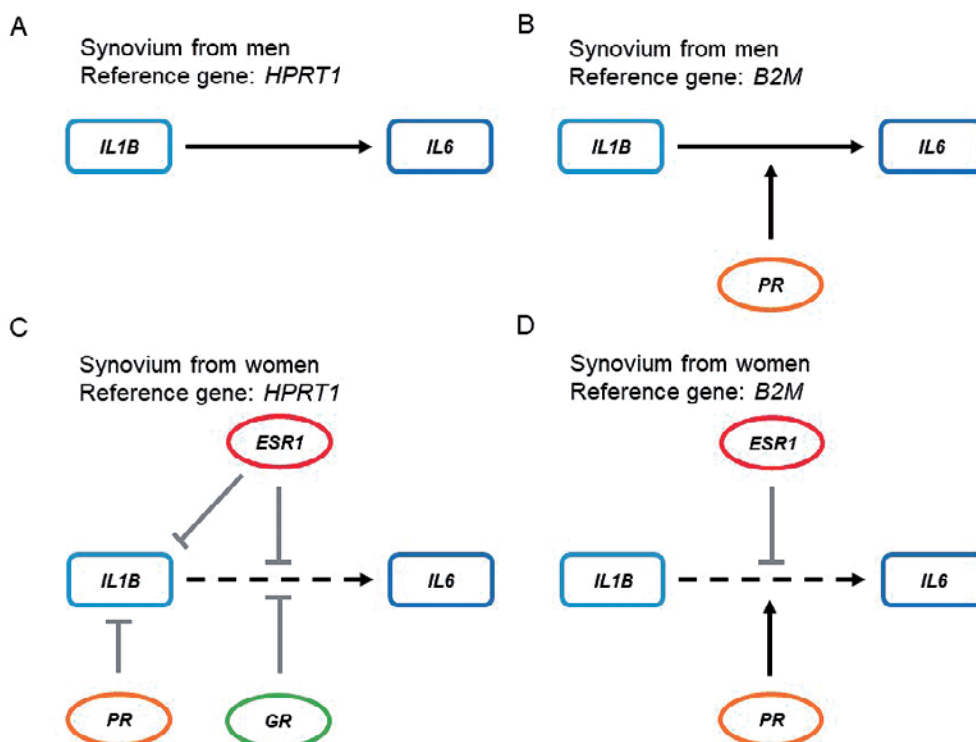 A
Synovium from men
Reference gene: HPRT1
IL1B
IL6
B
Synovium from men
Reference gene: B2M
IL1B
IL6
PR
C
Synovium from women
Reference gene: HPRT1
ESR1
IL1B
IL6
PR
GR
D
Synovium from women
Reference gene: B2M
ESR1
IL1B
IL6
PR